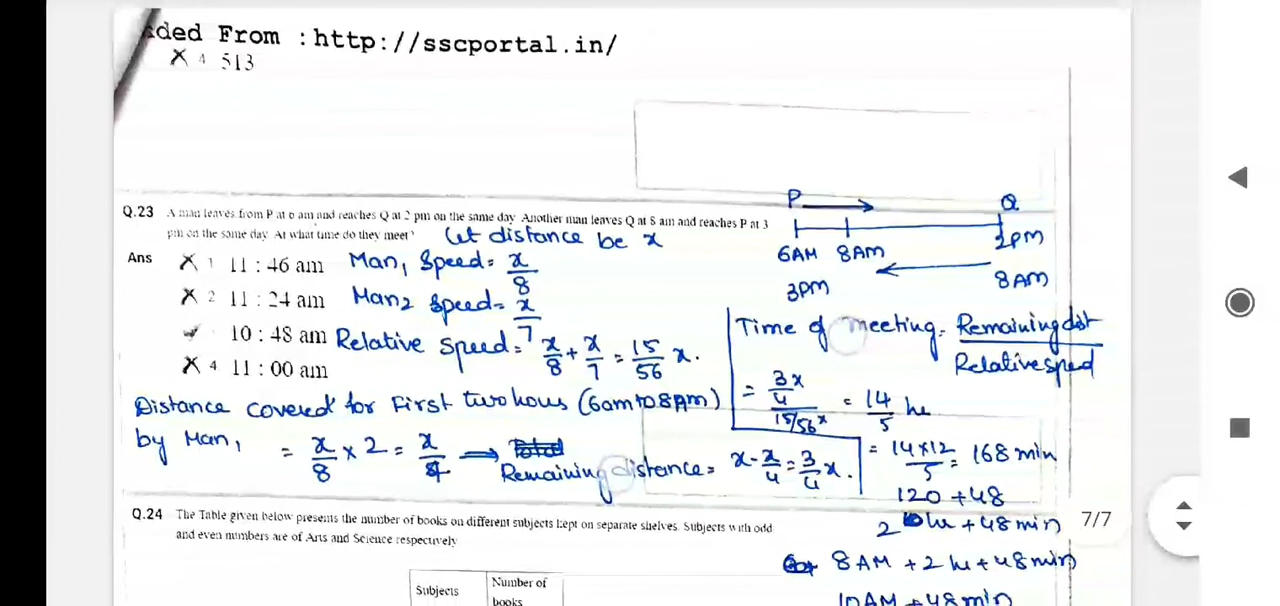 ded From :http://sscportal.in/
X 4 513
Q.23 A man leaves from P at 6 am and reaches Q at 2 pm on the same day. Another man leaves Q at 8 am and reaches P at 3
pm on the same day. At what time do they meet?
Let distance be x
Ans X 1 11 : 46 am
Man1 Speed = x/8
X 2 11 : 24 am
Man2 Speed = x/7
10 : 48 am
Relative Speed = x/8 + x/7 = 15/56 x.
X 4 11 : 00 am
Distance covered for First two hours (6am to 8AM)
by Man1 = x/8 × 2 = x/4 →
Remaining distance = x - x/4 = 3/4 x.
P Q
6AM 8AM 2pm
3pm 8AM
Time of meeting = Remaining dist / Relative speed
= 3x/4 / 15/56 x = 14/5 hr
= 14×12/5 = 168 min
120 + 48
2 hr + 48 min
8AM + 2 hr + 48 min
10AM + 48 min
Q.24 The Table given below presents the number of books on different subjects kept on separate shelves. Subjects with odd
and even numbers are of Arts and Science respectively
Subjects Number of
books
7/7